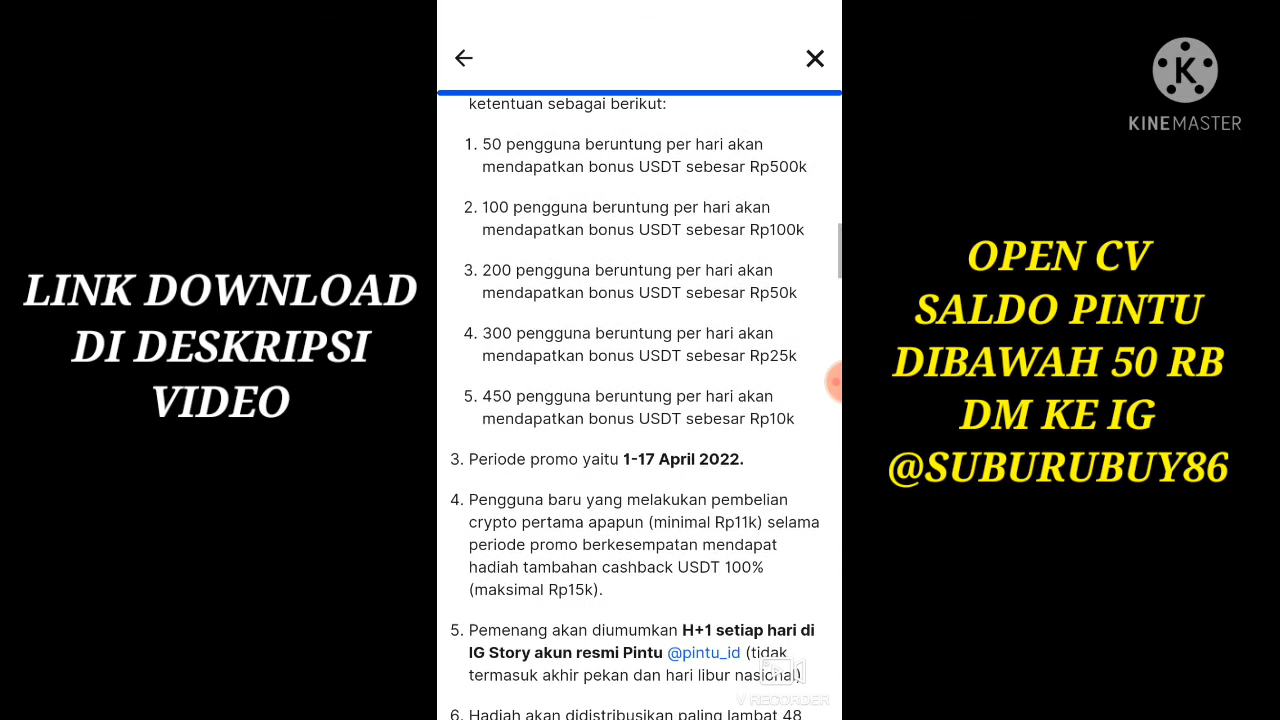 LINK DOWNLOAD
DI DESKRIPSI
VIDEO
ketentuan sebagai berikut:
1. 50 pengguna beruntung per hari akan
mendapatkan bonus USDT sebesar Rp500k
2. 100 pengguna beruntung per hari akan
mendapatkan bonus USDT sebesar Rp100k
3. 200 pengguna beruntung per hari akan
mendapatkan bonus USDT sebesar Rp50k
4. 300 pengguna beruntung per hari akan
mendapatkan bonus USDT sebesar Rp25k
5. 450 pengguna beruntung per hari akan
mendapatkan bonus USDT sebesar Rp10k
3. Periode promo yaitu 1-17 April 2022.
4. Pengguna baru yang melakukan pembelian
crypto pertama apapun (minimal Rp11k) selama
periode promo berkesempatan mendapat
hadiah tambahan cashback USDT 100%
(maksimal Rp15k).
5. Pemenang akan diumumkan H+1 setiap hari di
IG Story akun resmi Pintu @pintu_id (tidak
termasuk akhir pekan dan hari libur nasional)
6. Hadiah akan didistribusikan paling lambat 48
V RECORDER
K
KINEMASTER
OPEN CV
SALDO PINTU
DIBAWAH 50 RB
DM KE IG
@SUBURUBUY86